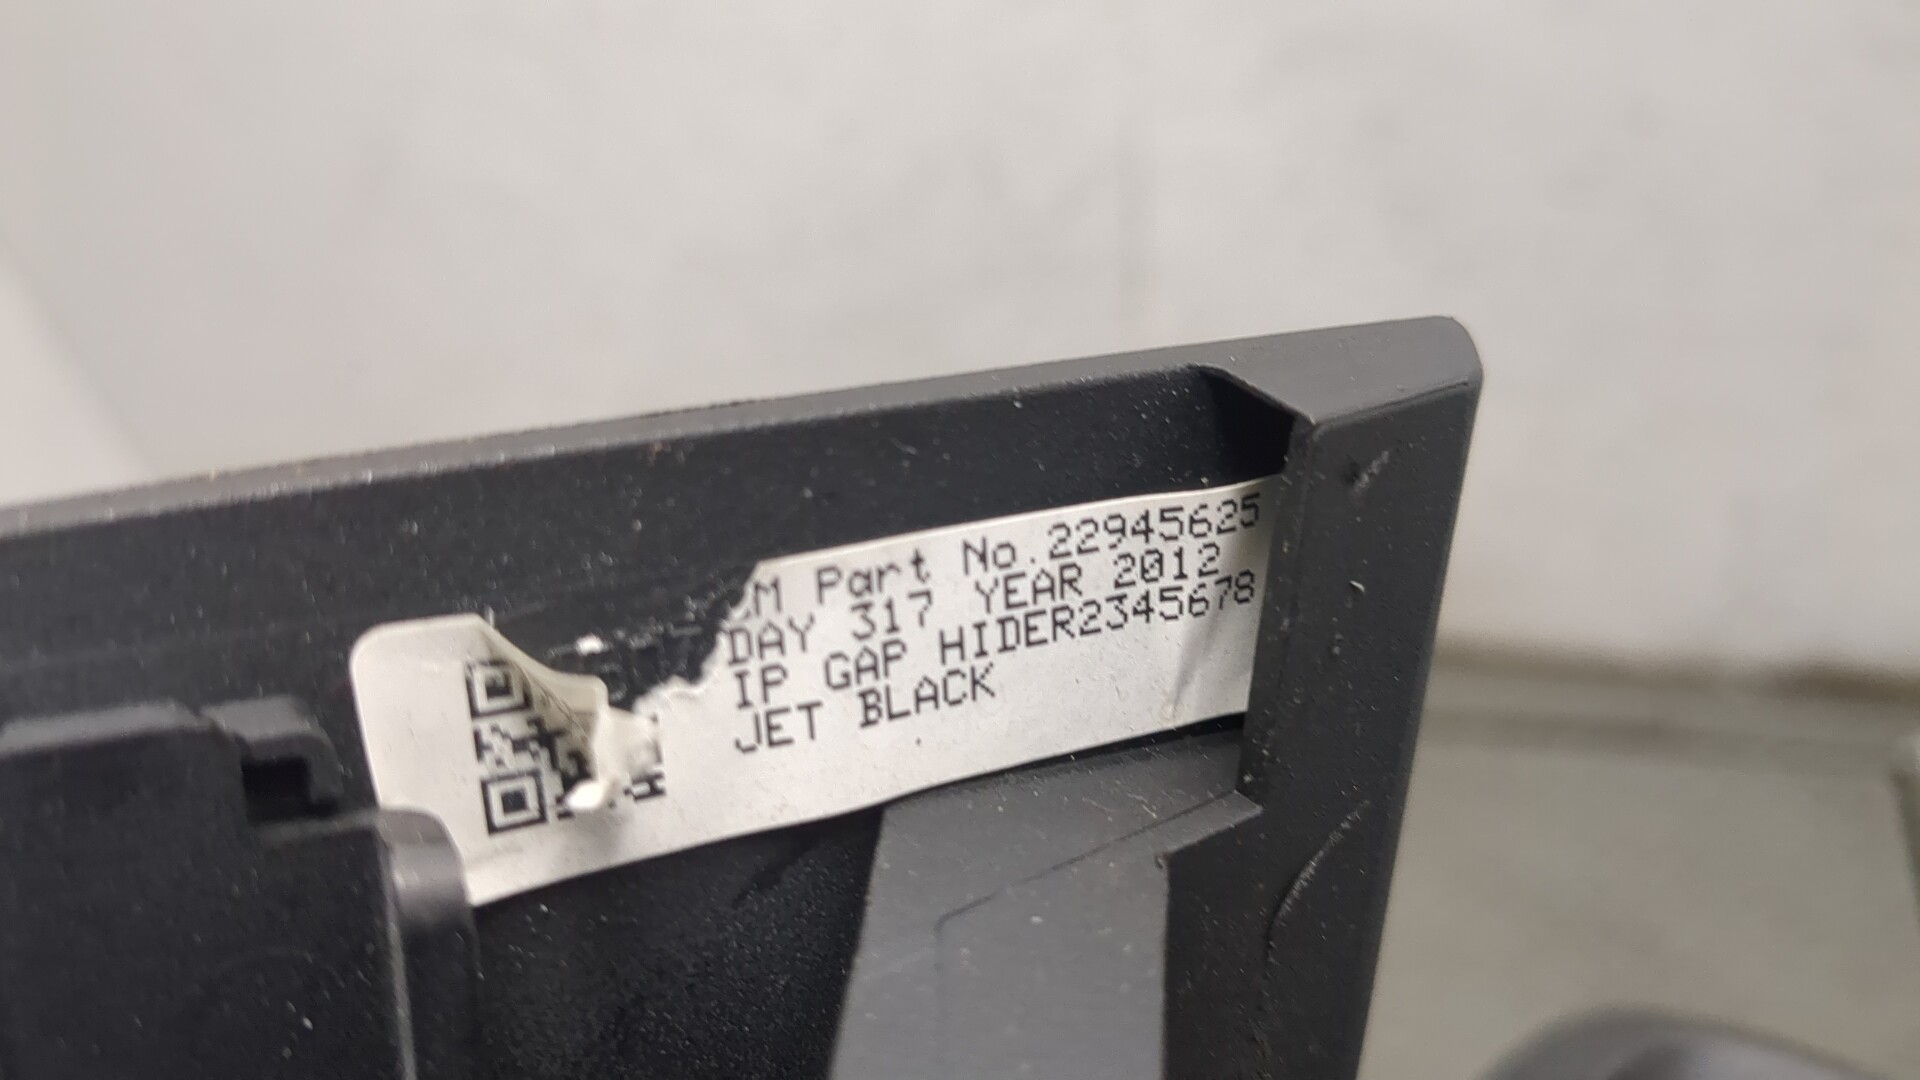 M Part No.22945625
DAY 317 YEAR 2012
IP GAP HIDER2345678
JET BLACK